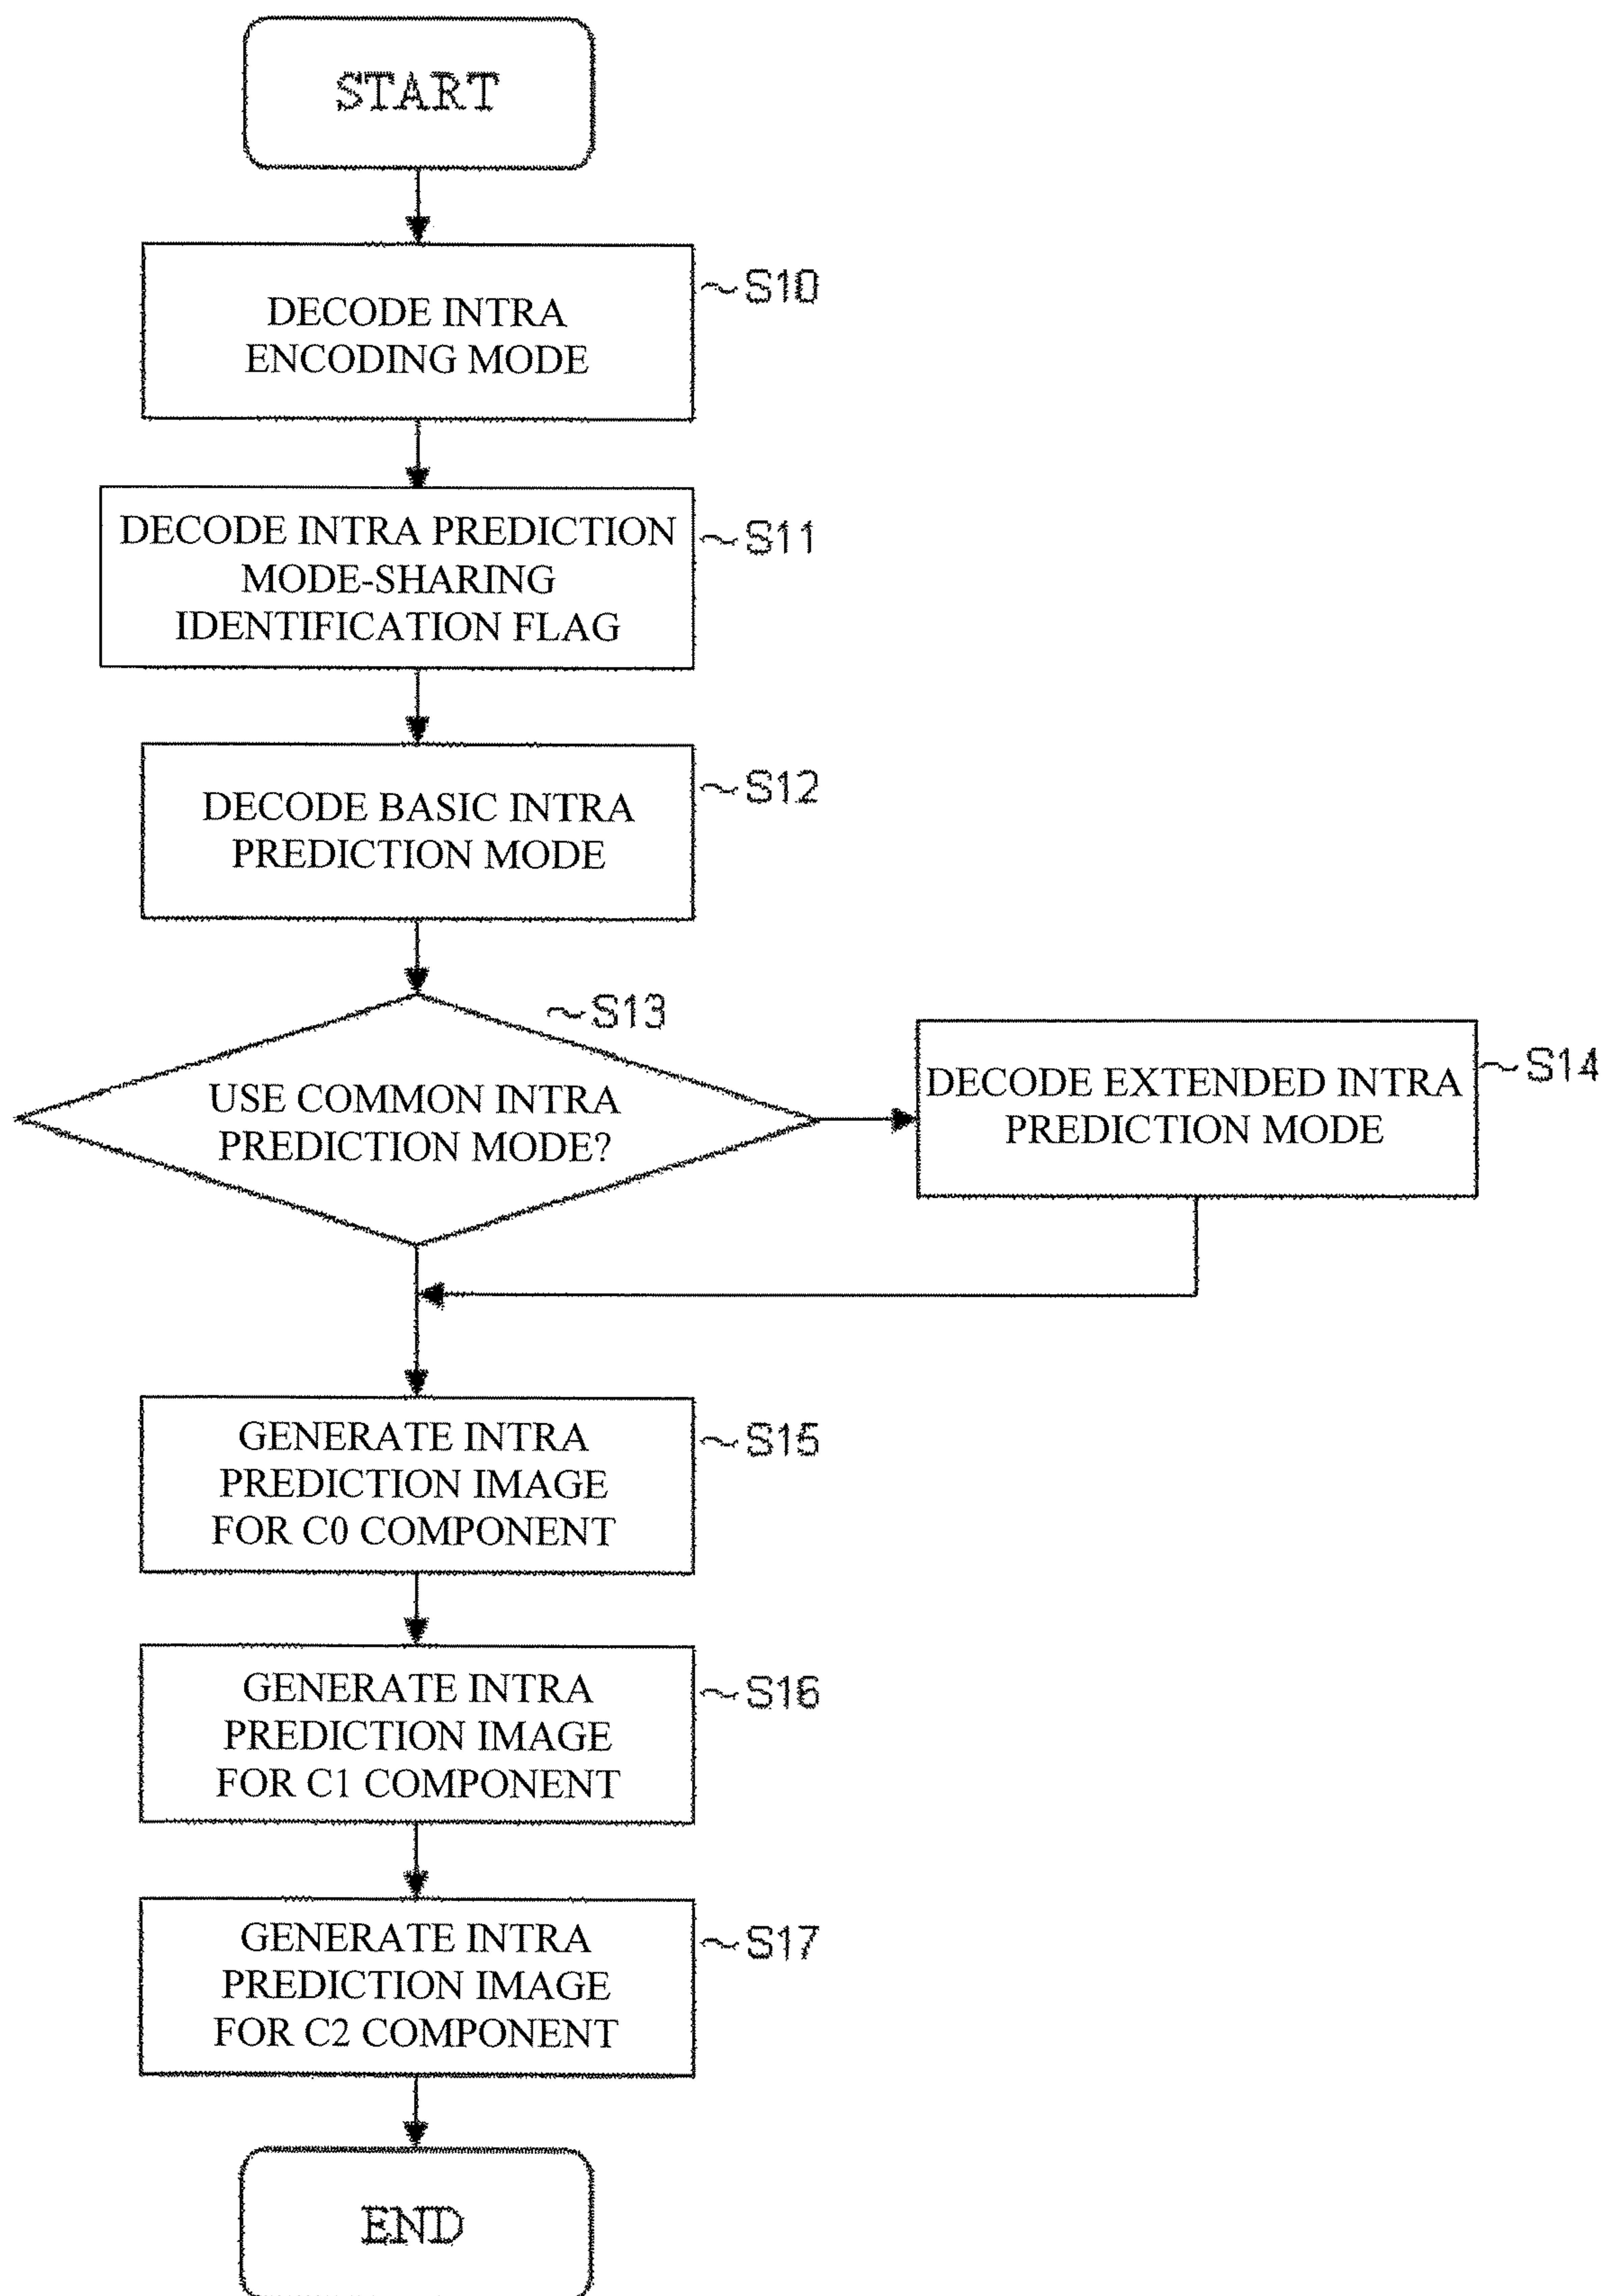 START
DECODE INTRA
ENCODING MODE
~S10
DECODE INTRA PREDICTION
MODE-SHARING
IDENTIFICATION FLAG
~S11
DECODE BASIC INTRA
PREDICTION MODE
~S12
USE COMMON INTRA
PREDICTION MODE?
~S13
DECODE EXTENDED INTRA
PREDICTION MODE
~S14
GENERATE INTRA
PREDICTION IMAGE
FOR C0 COMPONENT
~S15
GENERATE INTRA
PREDICTION IMAGE
FOR C1 COMPONENT
~S16
GENERATE INTRA
PREDICTION IMAGE
FOR C2 COMPONENT
~S17
END